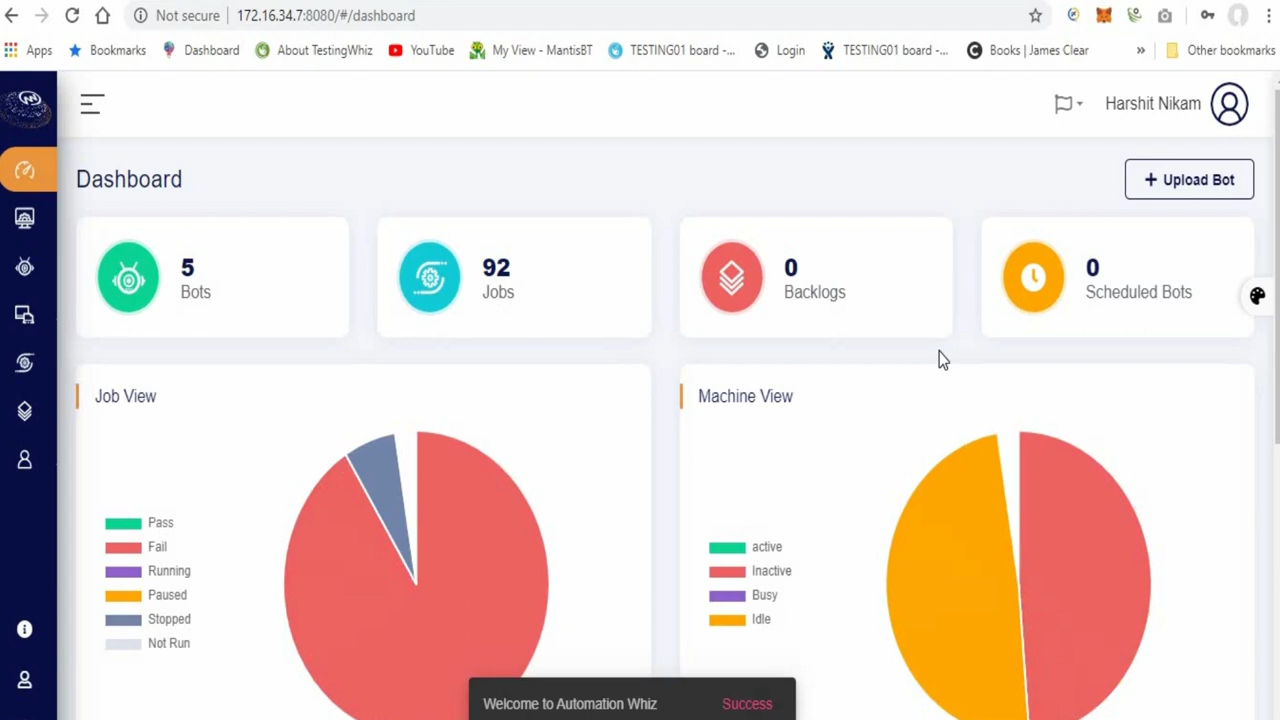 Not secure 172.16.34.7:8080/#/dashboard
Apps Bookmarks Dashboard About TestingWhiz YouTube My View - MantisBT TESTING01 board -... Login TESTING01 board -... Books | James Clear » Other bookmarks
Harshit Nikam
Dashboard
+ Upload Bot
5
Bots
92
Jobs
0
Backlogs
0
Scheduled Bots
Job View
Pass
Fail
Running
Paused
Stopped
Not Run
Machine View
active
Inactive
Busy
Idle
Welcome to Automation Whiz Success